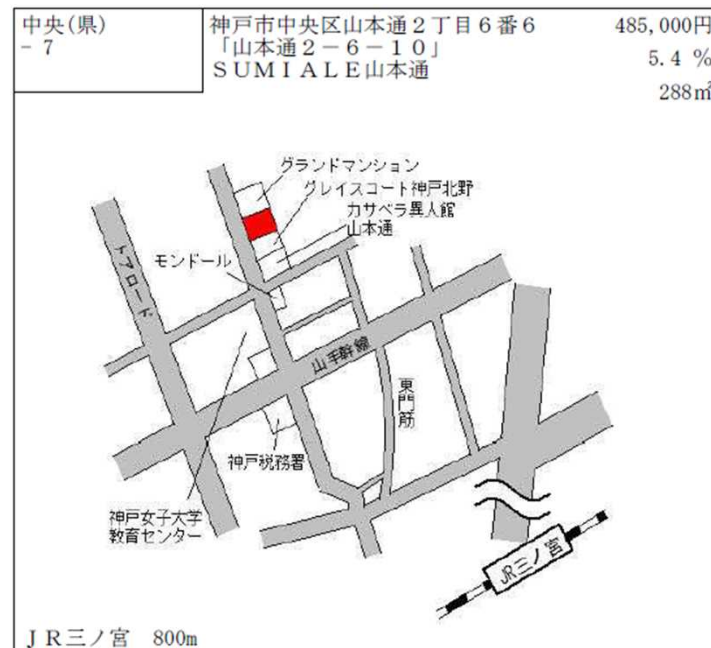 中央(県)
- 7
神戸市中央区山本通２丁目６番６
「山本通２－６－10」
ＳＵＭＩＡＬＥ山本通
485,000円
5.4 %
288㎡
グランドマンション
グレイスコート神戸北野
カサベラ異人館
山本通
モンドール
トアロード
山手幹線
東門筋
神戸税務署
神戸女子大学
教育センター
JR三ノ宮
ＪＲ三ノ宮　800m